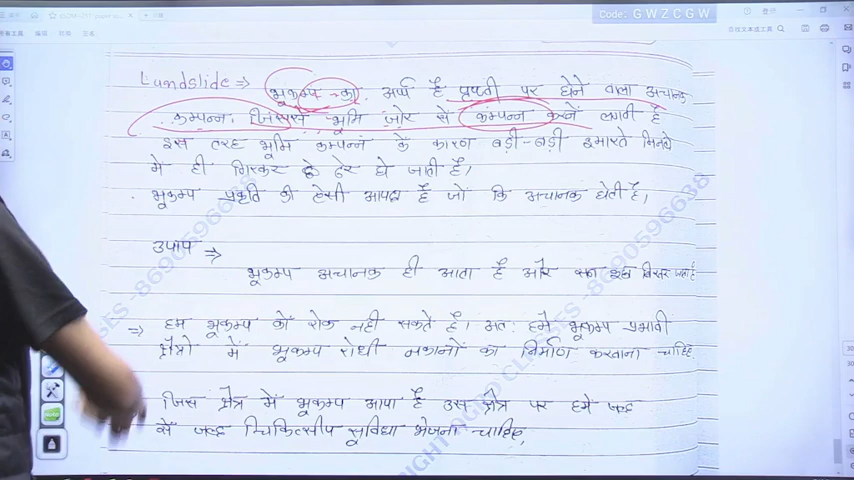 Code: G W Z C G W
Landslide ⇒ भूकम्प का अर्थ है पृथ्वी पर होने वाला अचानक
कम्पन्न, जिससे भूमि जोर से कंपन्न करने लगती है
इस तरह भूमि कम्पन्न के कारण बड़ी-बड़ी इमारते मिनटो
में ही गिरकर ढेर हो जाती है।
भूकम्प प्रकृति की ऐसी आपदा है जो कि अचानक होती है।
उपाय ⇒
भूकम्प अचानक ही आता है और
⇒ हम भूकम्प को रोक नही सकते है। अत: हमे भूकम्प प्रभावी
क्षेत्रो में भूकम्प रोधी मकानों का निर्माण करवाना चाहिए
जिस क्षेत्र में भूकम्प आया है उस क्षेत्र पर हमें जल्द
से जल्द चिकित्सीय सुविधा भेजना चाहिए,
CLASSES - 8690596638